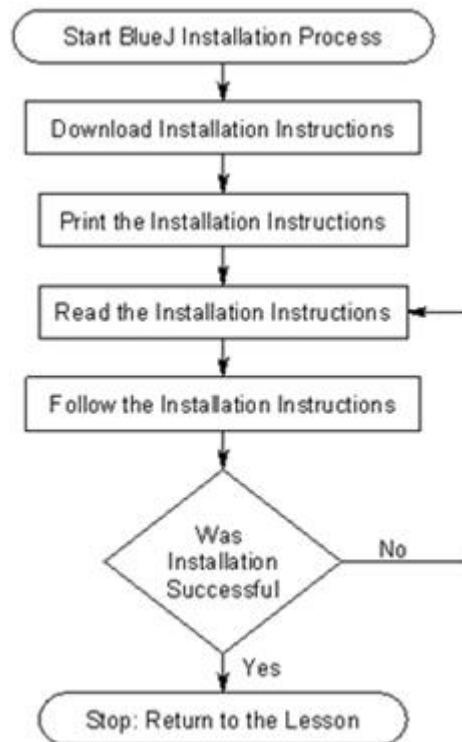 Start BlueJ Installation Process
Download Installation Instructions
Print the Installation Instructions
Read the Installation Instructions
Follow the Installation Instructions
Was
Installation
Successful
No
Yes
Stop: Return to the Lesson